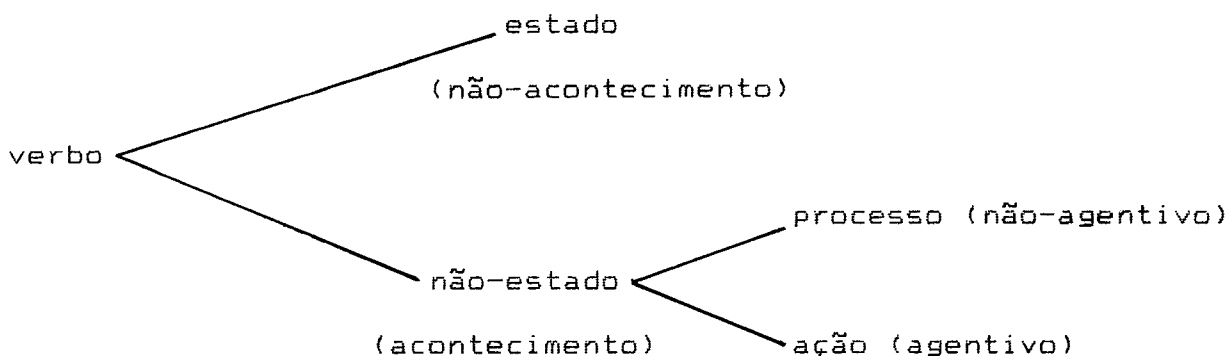 estado
(não-acontecimento)
verbo
processo (não-agentivo)
não-estado
(acontecimento)
ação (agentivo)